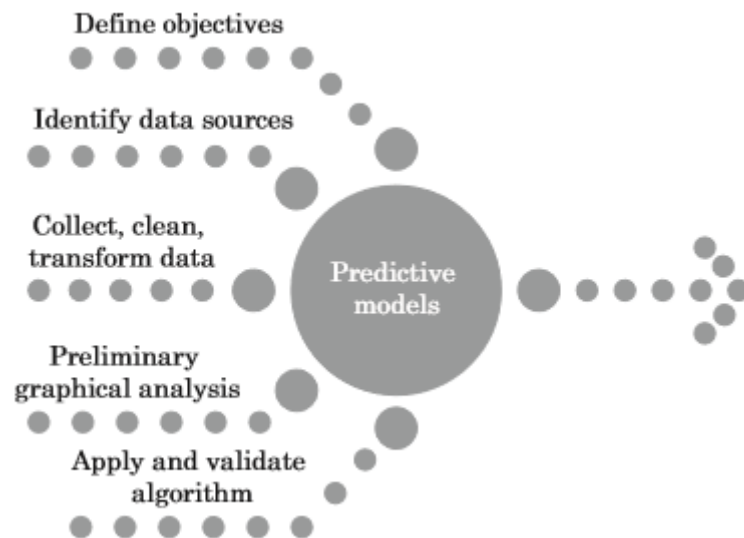 Define objectives
Identify data sources
Collect, clean,
transform data
Predictive
models
Preliminary
graphical analysis
Apply and validate
algorithm